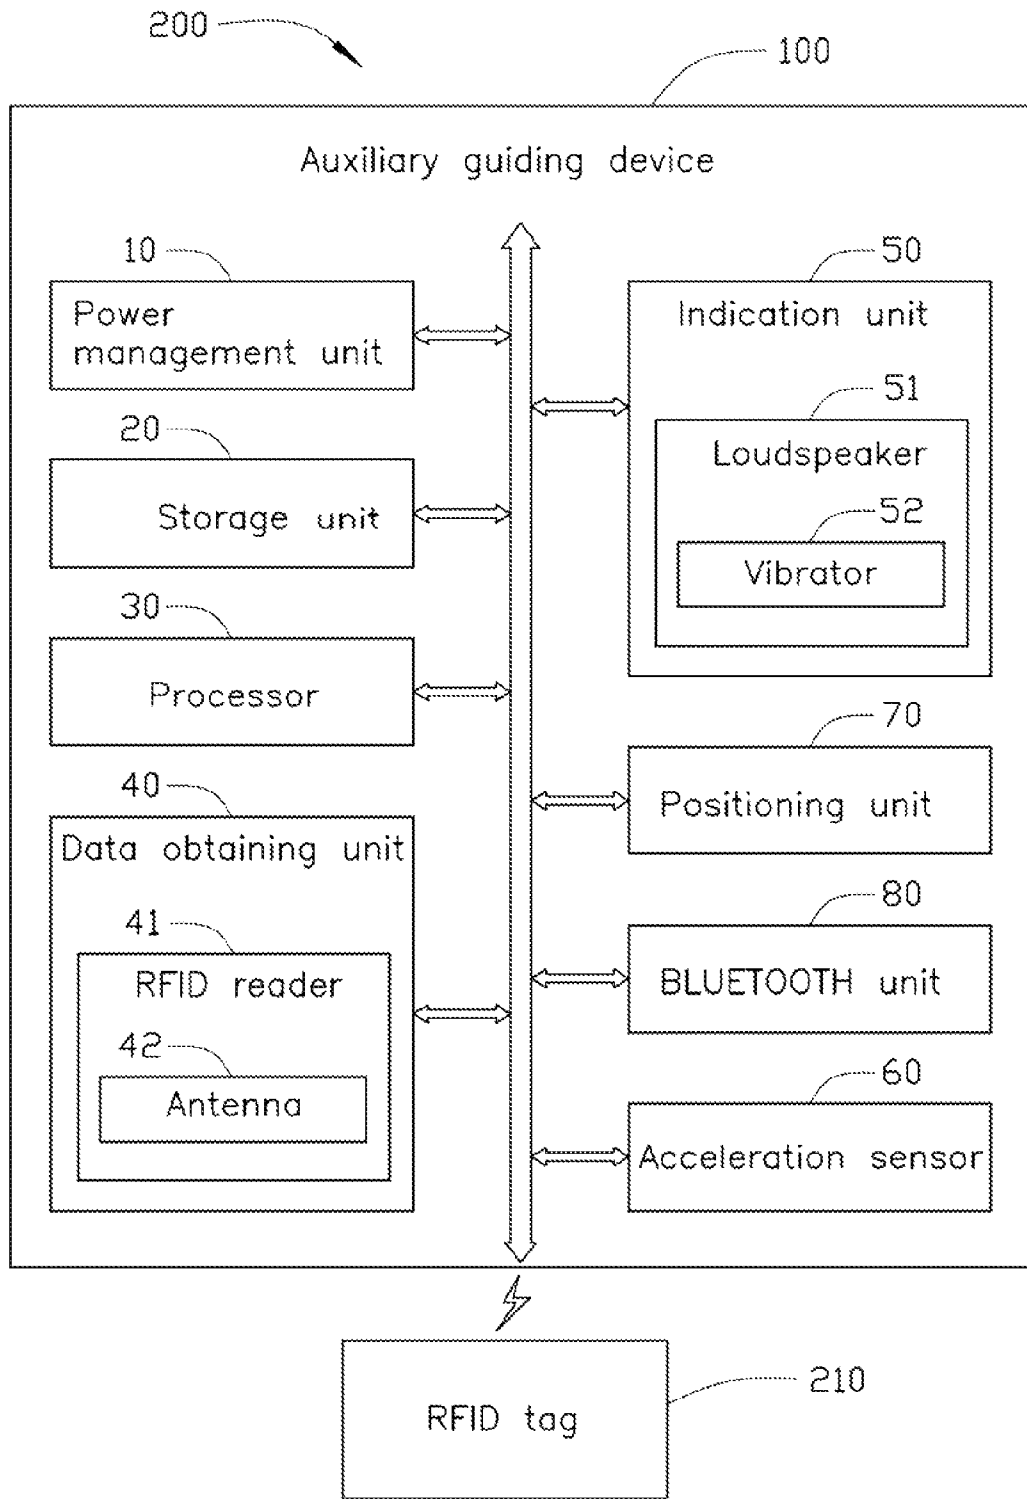 200
100
Auxiliary guiding device
10
Power
management unit
20
Storage unit
30
Processor
40
Data obtaining unit
41
RFID reader
42
Antenna
50
Indication unit
51
Loudspeaker
52
Vibrator
70
Positioning unit
80
BLUETOOTH unit
60
Acceleration sensor
210
RFID tag